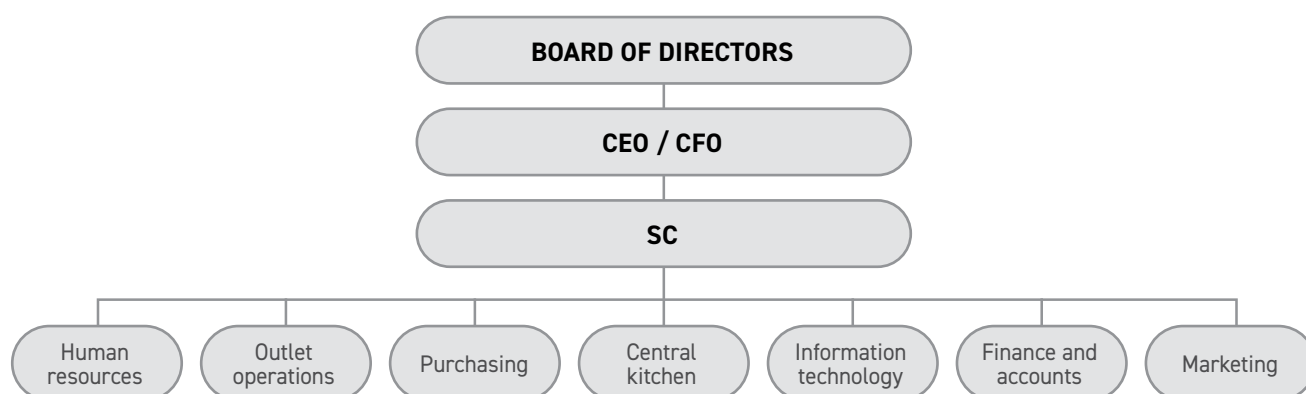 BOARD OF DIRECTORS
CEO / CFO
SC
Human
resources
Outlet
operations
Purchasing
Central
kitchen
Information
technology
Finance and
accounts
Marketing